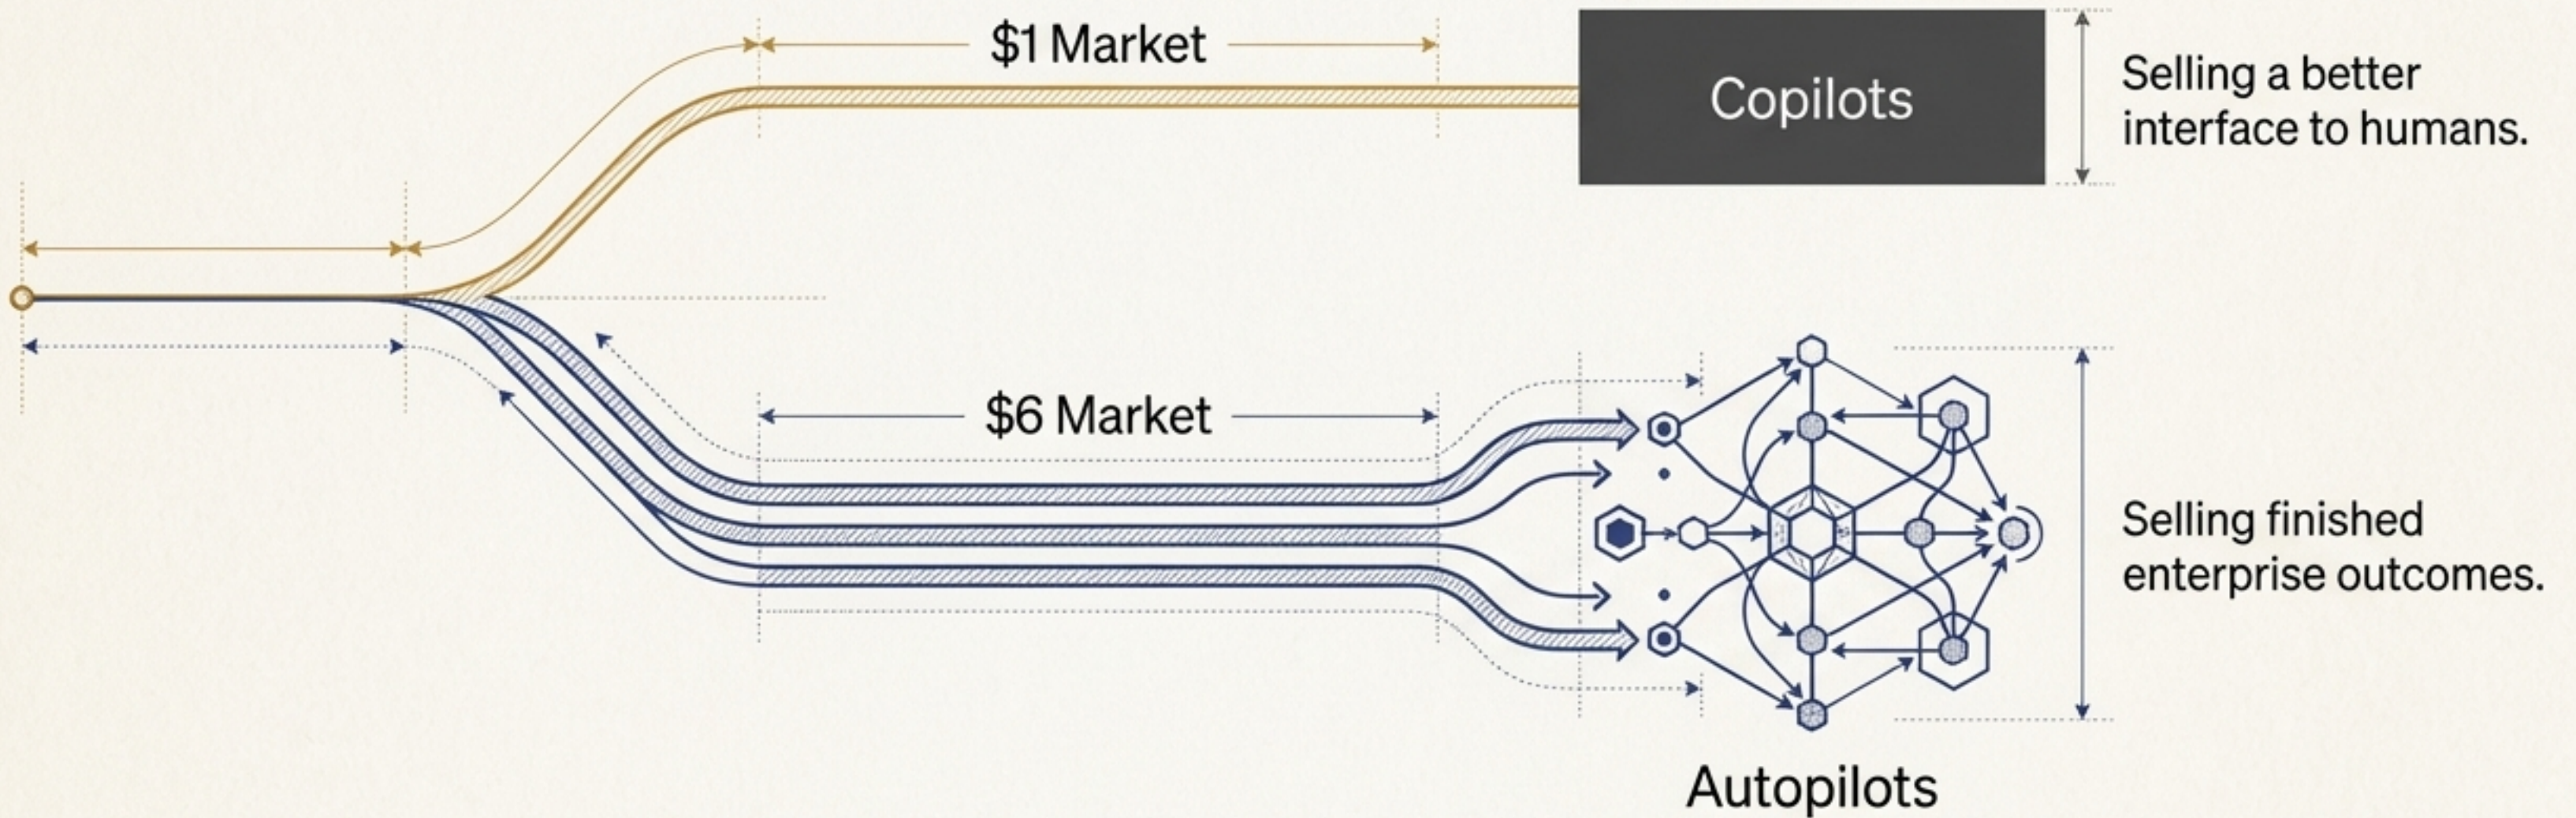 $1 Market
Copilots
Selling a better
interface to humans.
$6 Market
Selling finished
enterprise outcomes.
Autopilots